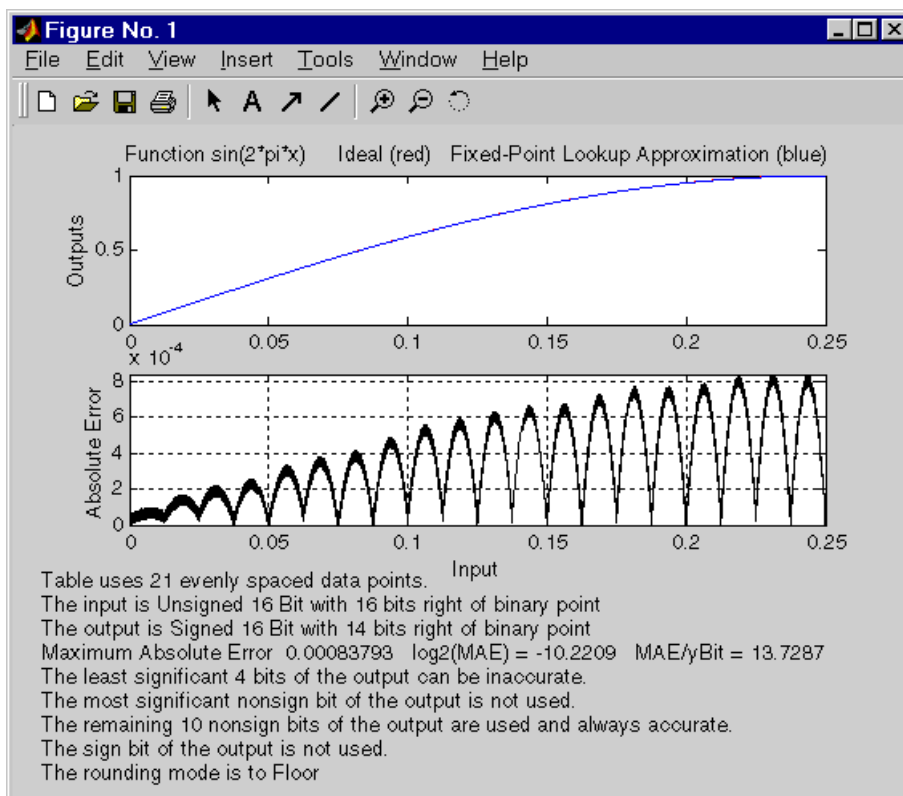 Figure No. 1
File Edit View Insert Tools Window Help
A
Function sin(2*pi*x) Ideal (red) Fixed-Point Lookup Approximation (blue)
1
0.5
0
Outputs
0 0.05 0.1 0.15 0.2 0.25
x 10^-4
8
6
4
2
0
Absolute Error
0 0.05 0.1 0.15 0.2 0.25
Input
Table uses 21 evenly spaced data points.
The input is Unsigned 16 Bit with 16 bits right of binary point
The output is Signed 16 Bit with 14 bits right of binary point
Maximum Absolute Error 0.00083793 log2(MAE) = -10.2209 MAE/yBit = 13.7287
The least significant 4 bits of the output can be inaccurate.
The most significant nonsign bit of the output is not used.
The remaining 10 nonsign bits of the output are used and always accurate.
The sign bit of the output is not used.
The rounding mode is to Floor